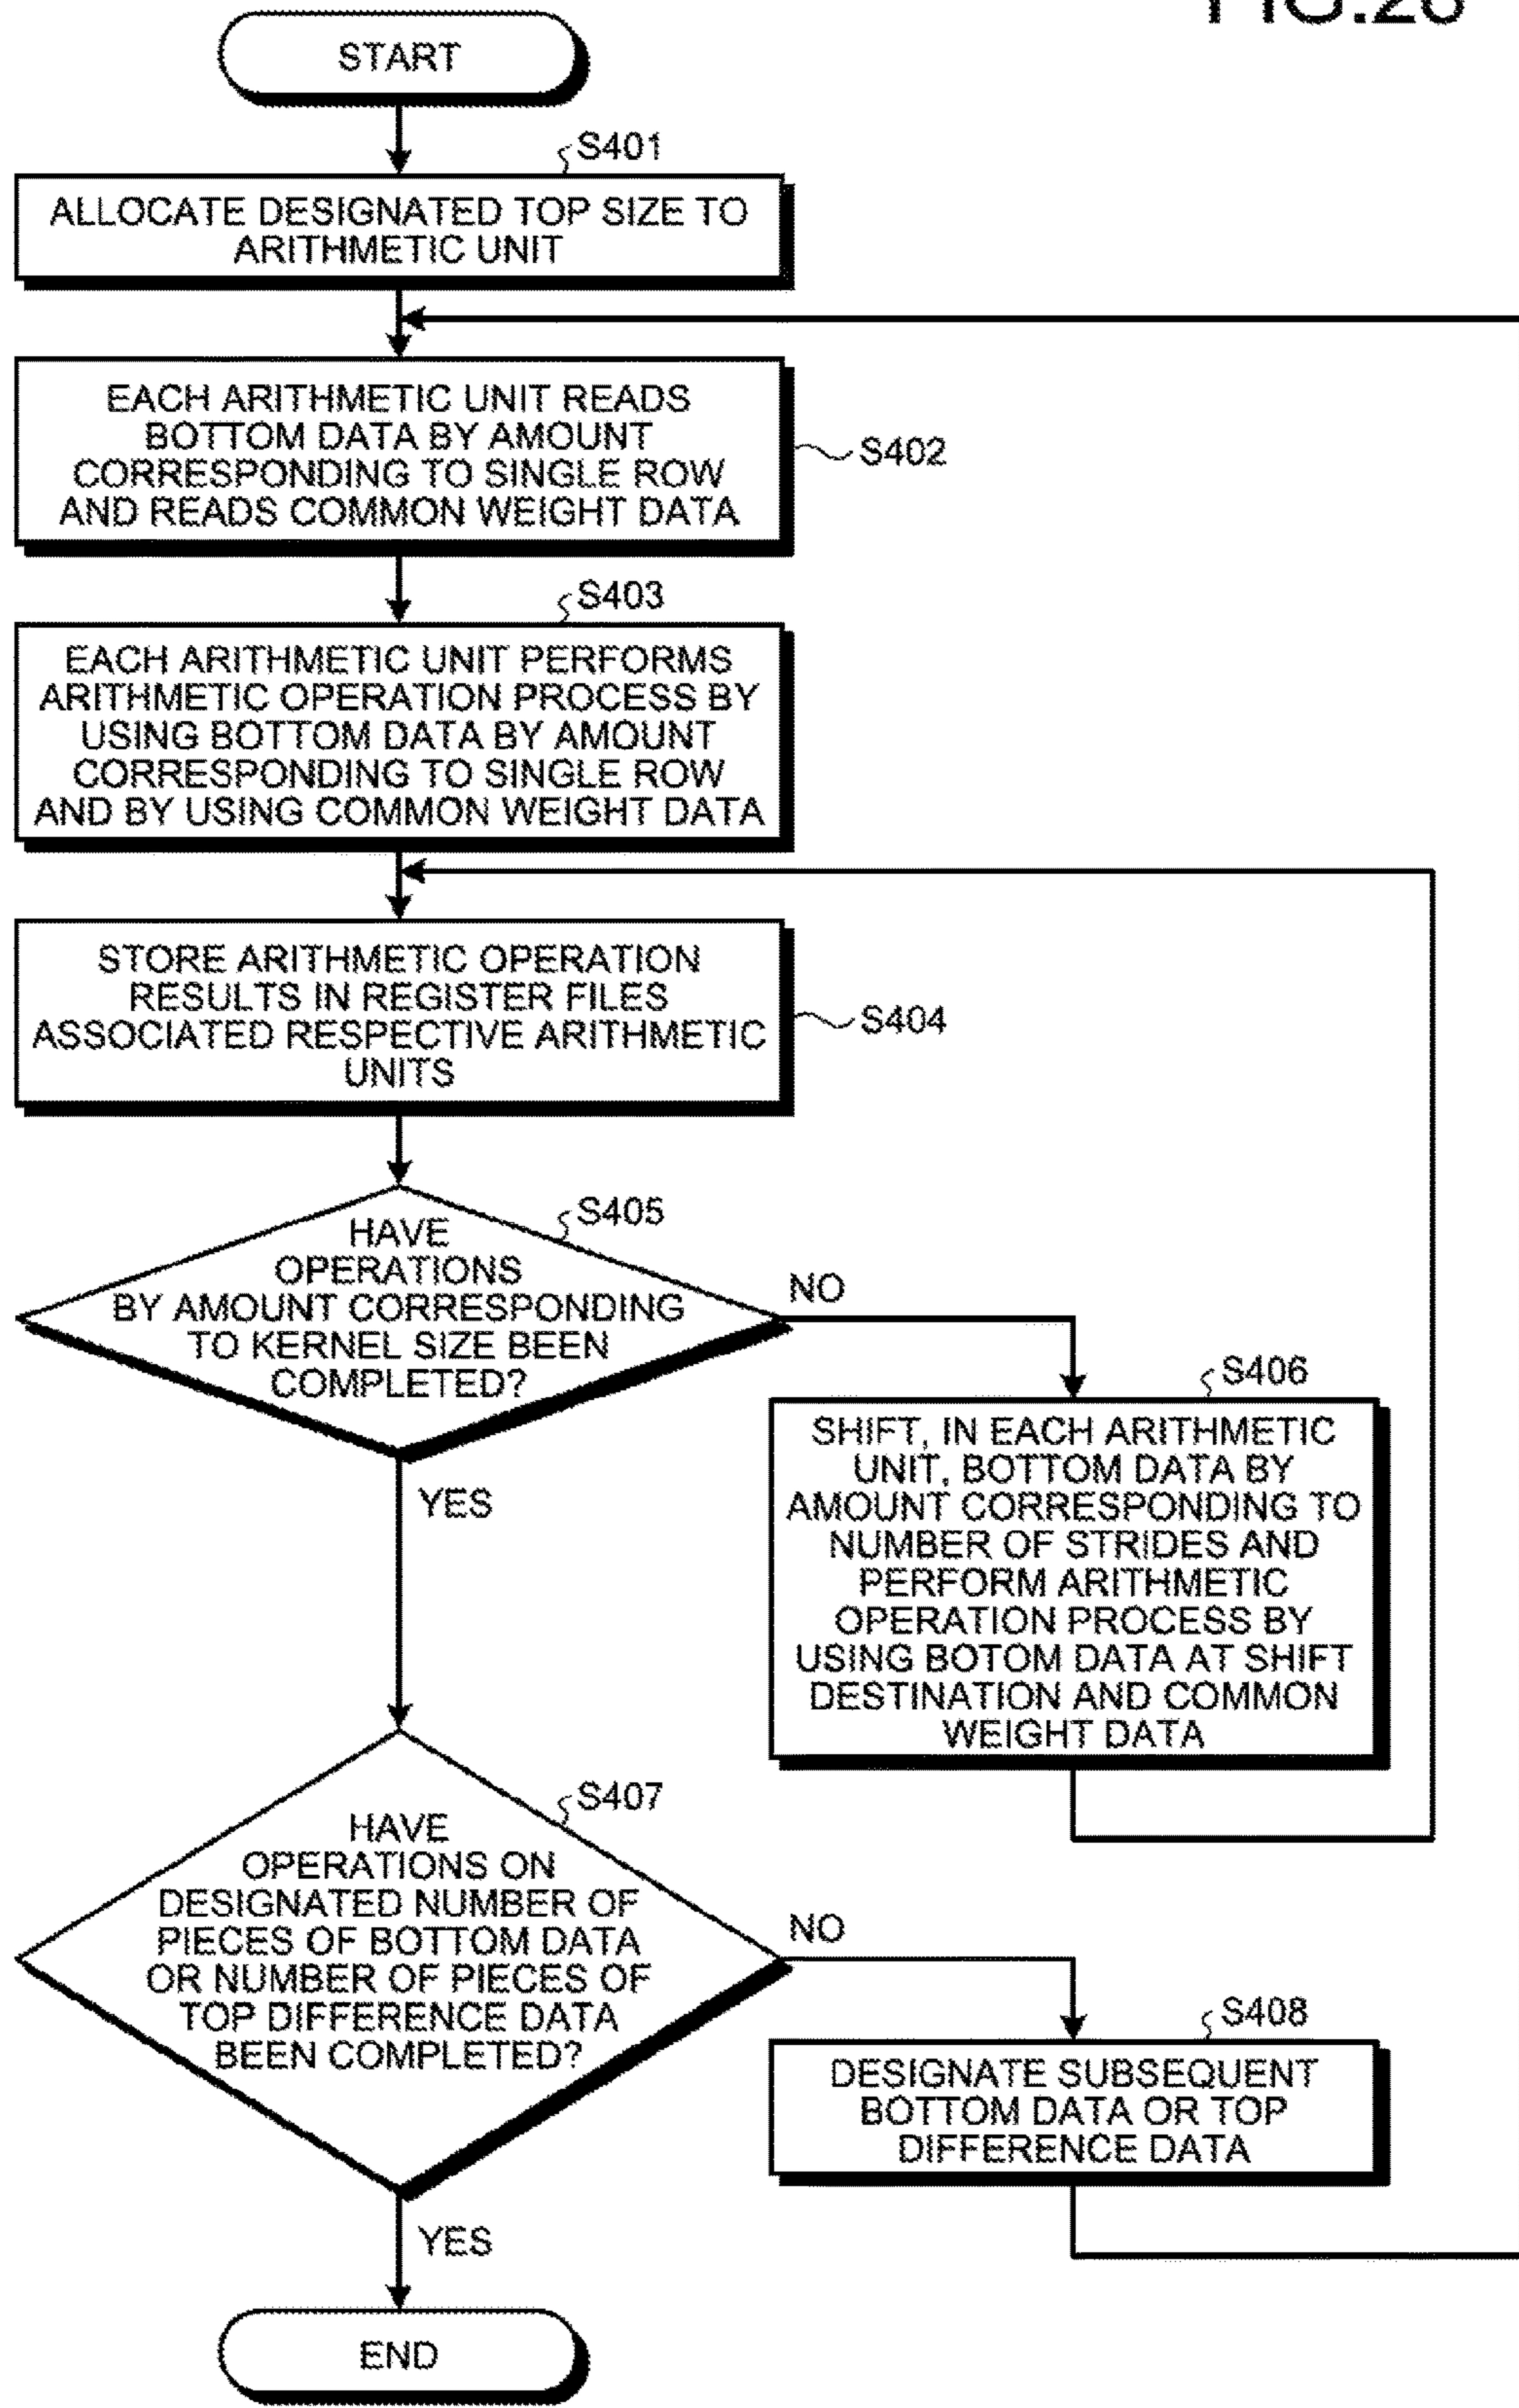 START
S401
ALLOCATE DESIGNATED TOP SIZE TO
ARITHMETIC UNIT
EACH ARITHMETIC UNIT READS
BOTTOM DATA BY AMOUNT
CORRESPONDING TO SINGLE ROW
AND READS COMMON WEIGHT DATA
S402
S403
EACH ARITHMETIC UNIT PERFORMS
ARITHMETIC OPERATION PROCESS BY
USING BOTTOM DATA BY AMOUNT
CORRESPONDING TO SINGLE ROW
AND BY USING COMMON WEIGHT DATA
STORE ARITHMETIC OPERATION
RESULTS IN REGISTER FILES
ASSOCIATED RESPECTIVE ARITHMETIC
UNITS
S404
S405
HAVE
OPERATIONS
BY AMOUNT CORRESPONDING
TO KERNEL SIZE BEEN
COMPLETED?
NO
YES
S406
SHIFT, IN EACH ARITHMETIC
UNIT, BOTTOM DATA BY
AMOUNT CORRESPONDING TO
NUMBER OF STRIDES AND
PERFORM ARITHMETIC
OPERATION PROCESS BY
USING BOTOM DATA AT SHIFT
DESTINATION AND COMMON
WEIGHT DATA
S407
HAVE
OPERATIONS ON
DESIGNATED NUMBER OF
PIECES OF BOTTOM DATA
OR NUMBER OF PIECES OF
TOP DIFFERENCE DATA
BEEN COMPLETED?
NO
YES
S408
DESIGNATE SUBSEQUENT
BOTTOM DATA OR TOP
DIFFERENCE DATA
END